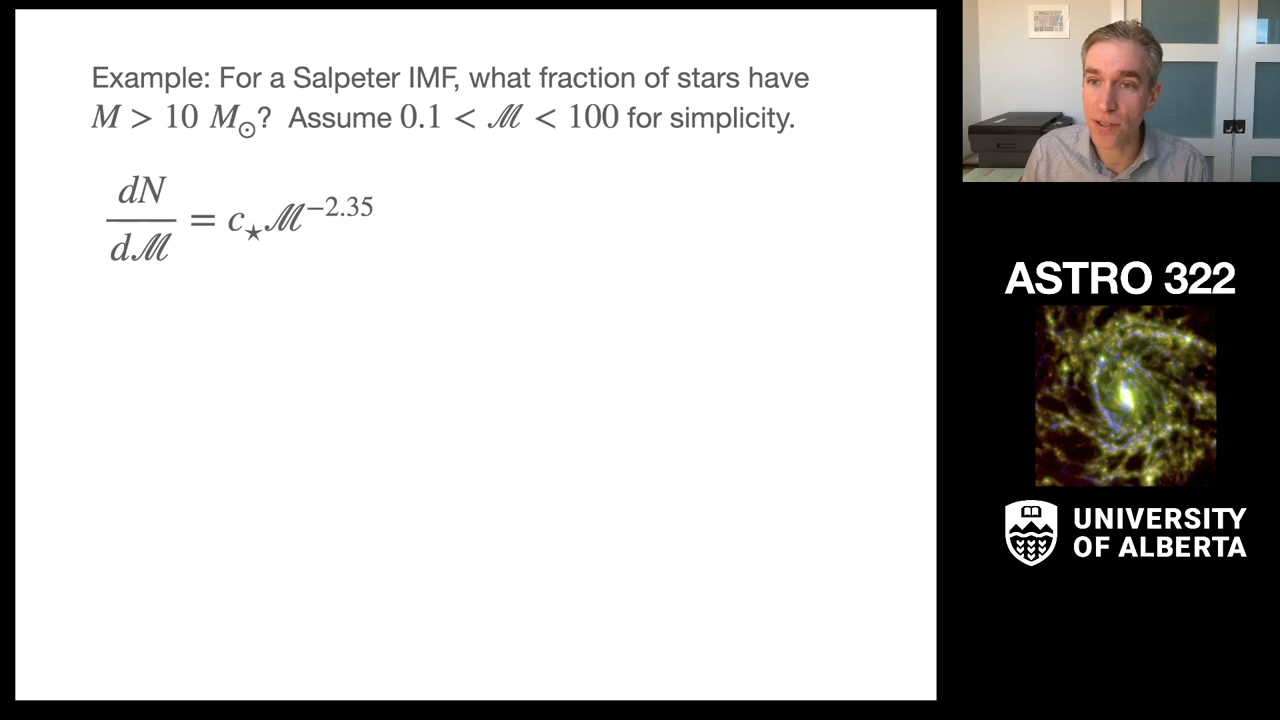 Example: For a Salpeter IMF, what fraction of stars have
M > 10 M⊙? Assume 0.1 < ℳ < 100 for simplicity.
dN/dℳ = c⋆ℳ^−2.35
ASTRO 322
UNIVERSITY
OF ALBERTA